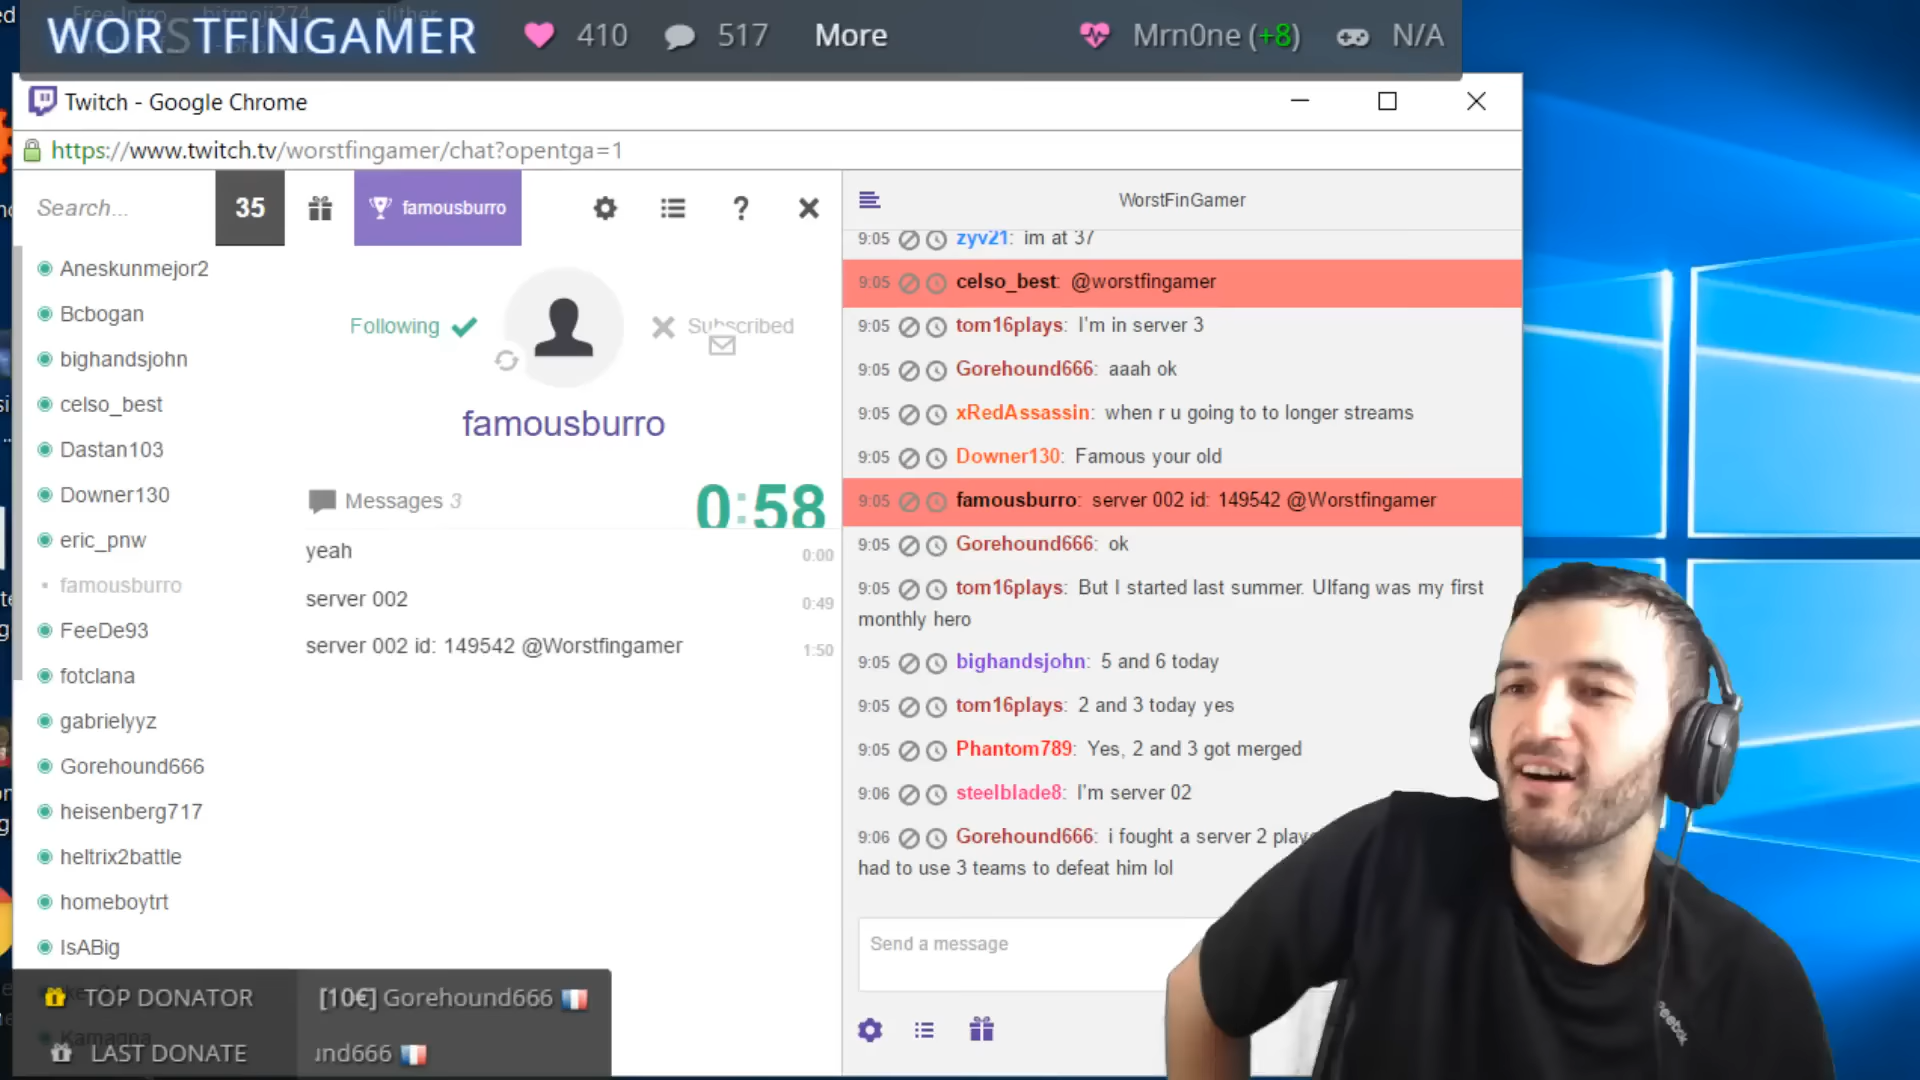 WORSTFINGAMER
410
517
More
Mrn0ne (+8)
N/A
Twitch - Google Chrome
https://www.twitch.tv/worstfingamer/chat?opentga=1
Search...
35
famousburro
?
Aneskunmejor2
Bcbogan
bighandsjohn
celso_best
Dastan103
Downer130
eric_pnw
famousburro
FeeDe93
fotclana
gabrielyyz
Gorehound666
heisenberg717
heltrix2battle
homeboytrt
IsABig
Kamagna
Following
Subscribed
famousburro
Messages 3
0:58
yeah
0:00
server 002
0:49
server 002 id: 149542 @Worstfingamer
1:50
WorstFinGamer
9:05 zyv21: im at 37
9:05 celso_best: @worstfingamer
9:05 tom16plays: I'm in server 3
9:05 Gorehound666: aaah ok
9:05 xRedAssassin: when r u going to to longer streams
9:05 Downer130: Famous your old
9:05 famousburro: server 002 id: 149542 @Worstfingamer
9:05 Gorehound666: ok
9:05 tom16plays: But I started last summer. Ulfang was my first
monthly hero
9:05 bighandsjohn: 5 and 6 today
9:05 tom16plays: 2 and 3 today yes
9:05 Phantom789: Yes, 2 and 3 got merged
9:06 steelblade8: I'm server 02
9:06 Gorehound666: i fought a server 2 play
had to use 3 teams to defeat him lol
Send a message
TOP DONATOR
[10€] Gorehound666
LAST DONATE
und666
Reebok